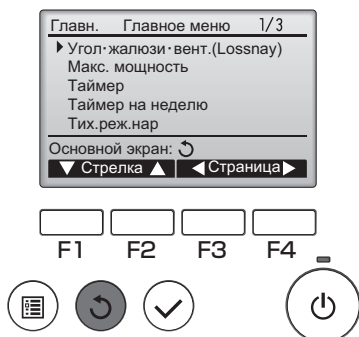 Главн. Главное меню 1/3
Угол·жалюзи·вент.(Lossnay)
Макс. мощность
Таймер
Таймер на неделю
Тих.реж.нар
Основной экран:
Стрелка Страница
F1 F2 F3 F4